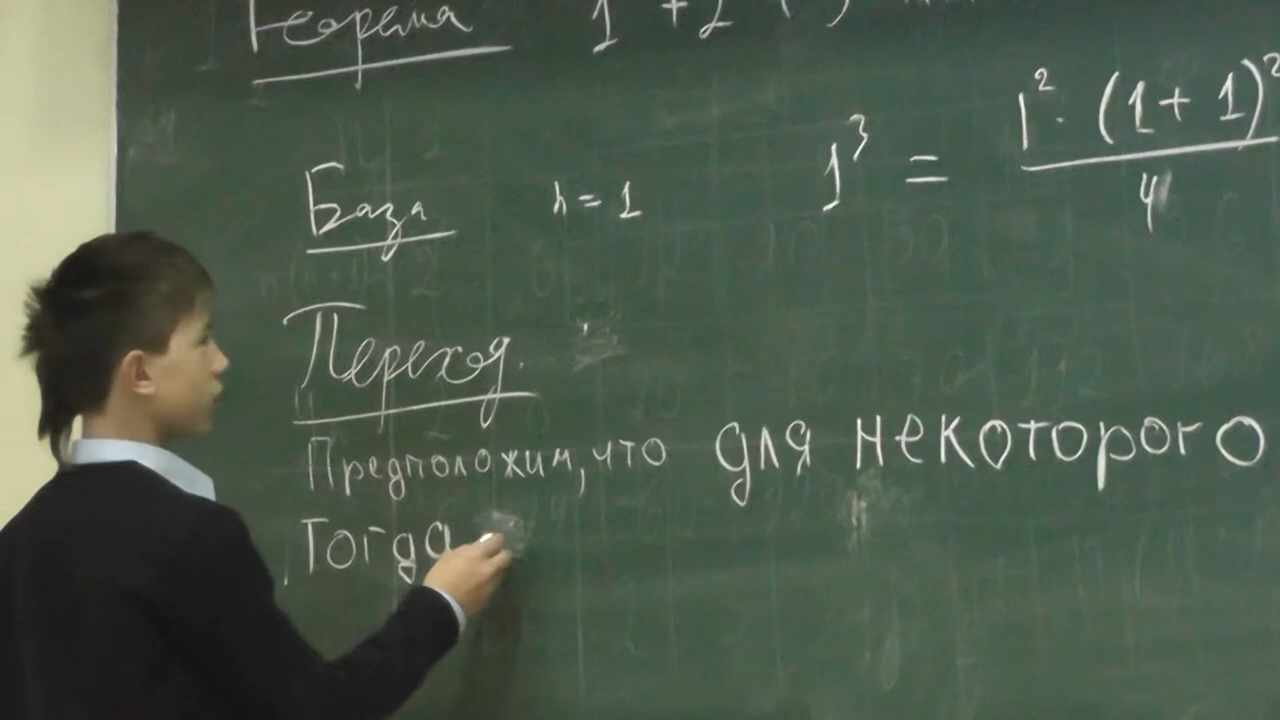 Теорема 1 + 2
База n = 1 1³ = 1² · (1 + 1)² / 4
Переход.
Предположим, что для некоторого
Тогда